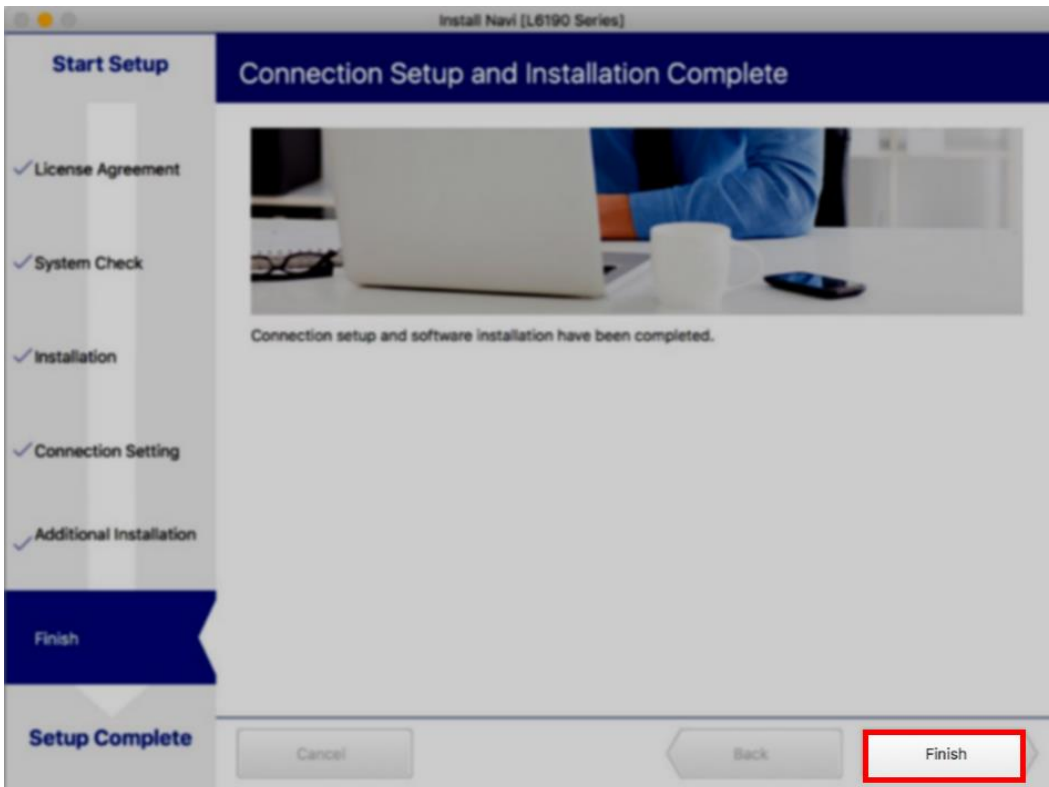 Install Navi [L6190 Series]
Start Setup
License Agreement
System Check
Installation
Connection Setting
Additional Installation
Finish
Setup Complete
Connection Setup and Installation Complete
Connection setup and software installation have been completed.
Cancel
Back
Finish